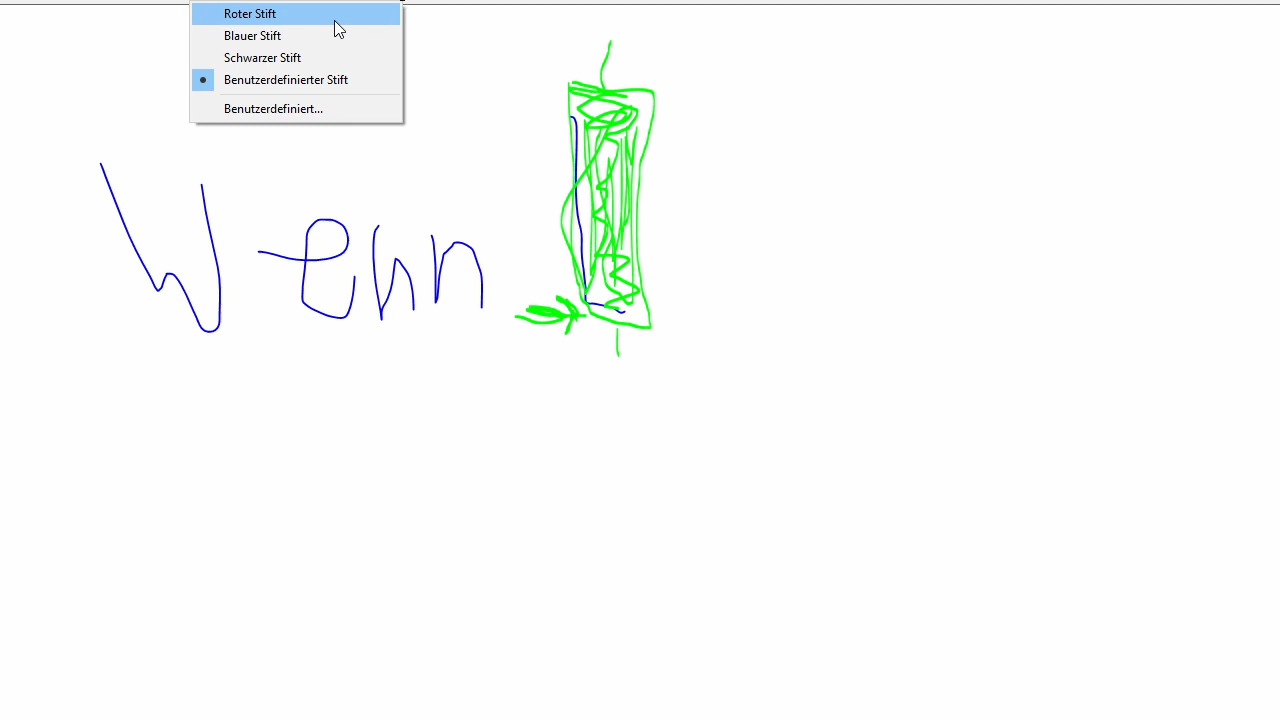 Roter Stift
Blauer Stift
Schwarzer Stift
Benutzerdefinierter Stift
Benutzerdefiniert...
Wenn